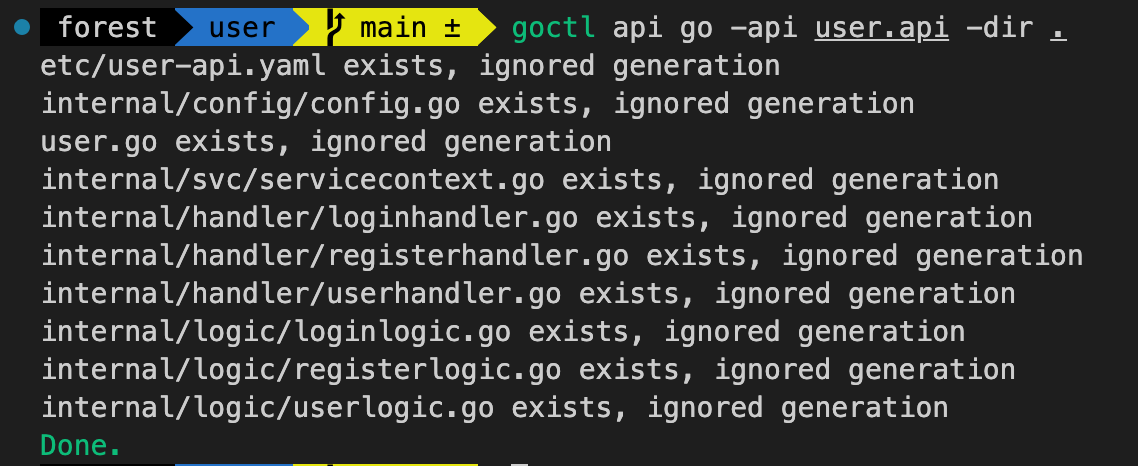 forest user main ± goctl api go -api user.api -dir .
etc/user-api.yaml exists, ignored generation
internal/config/config.go exists, ignored generation
user.go exists, ignored generation
internal/svc/servicecontext.go exists, ignored generation
internal/handler/loginhandler.go exists, ignored generation
internal/handler/registerhandler.go exists, ignored generation
internal/handler/userhandler.go exists, ignored generation
internal/logic/loginlogic.go exists, ignored generation
internal/logic/registerlogic.go exists, ignored generation
internal/logic/userlogic.go exists, ignored generation
Done.